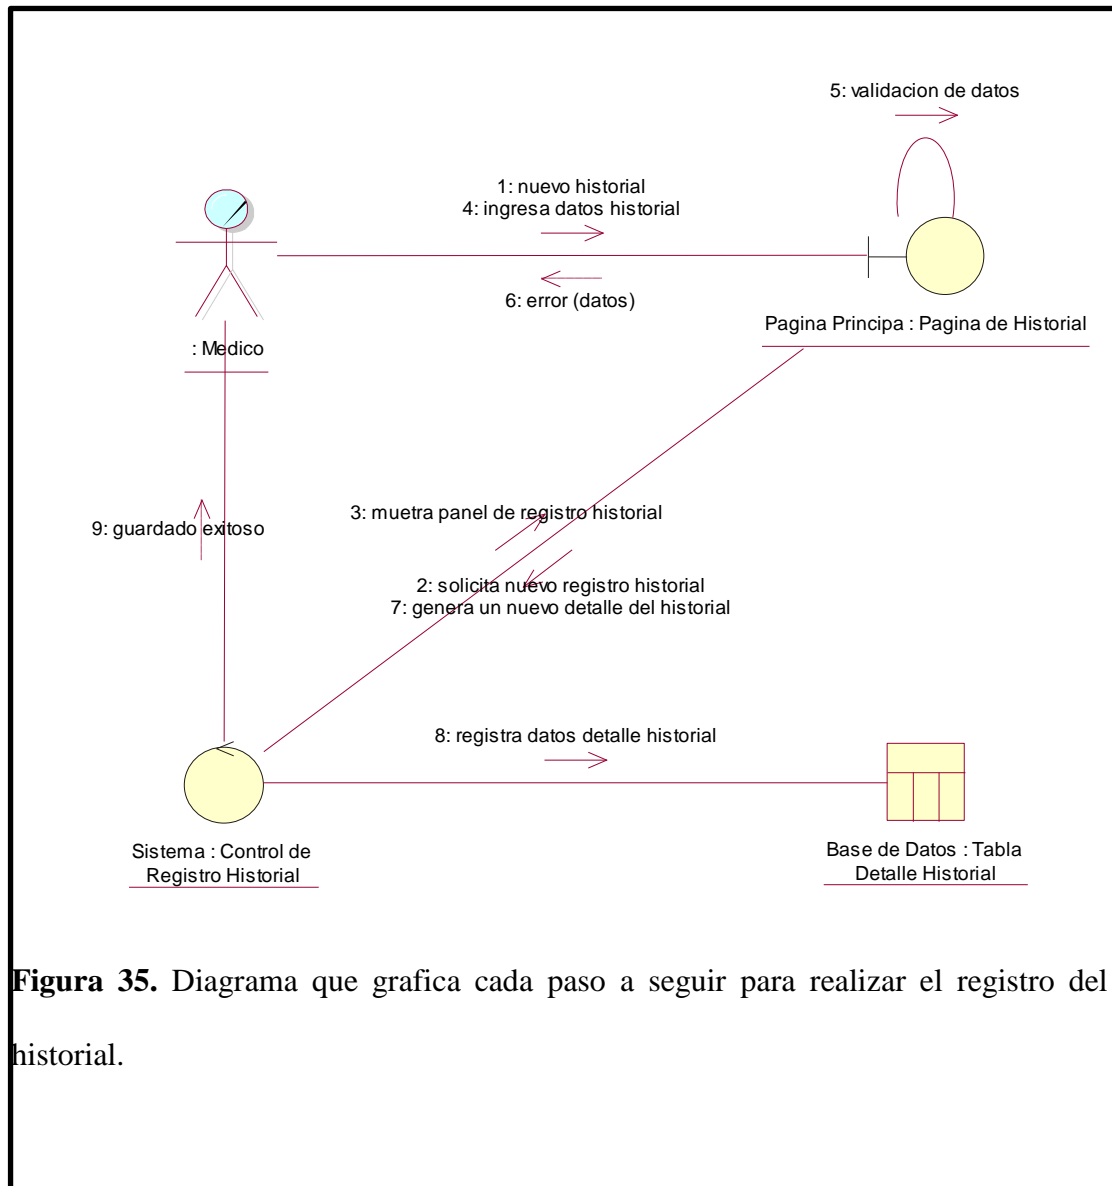 5: validacion de datos
1: nuevo historial
4: ingresa datos historial
6: error (datos)
Pagina Principa : Pagina de Historial
: Medico
3: muetra panel de registro historial
9: guardado exitoso
2: solicita nuevo registro historial
7: genera un nuevo detalle del historial
8: registra datos detalle historial
Sistema : Control de
Registro Historial
Base de Datos : Tabla
Detalle Historial
Figura 35. Diagrama que grafica cada paso a seguir para realizar el registro del
historial.